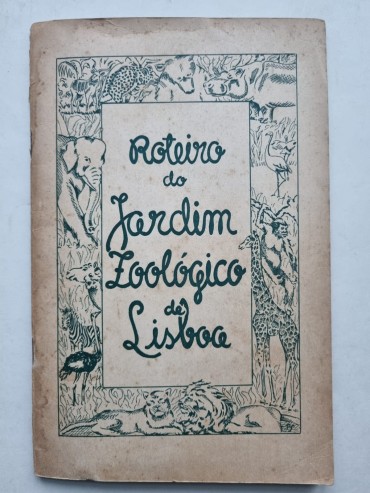 Roteiro
do
Jardim
Zoológico
de
Lisboa